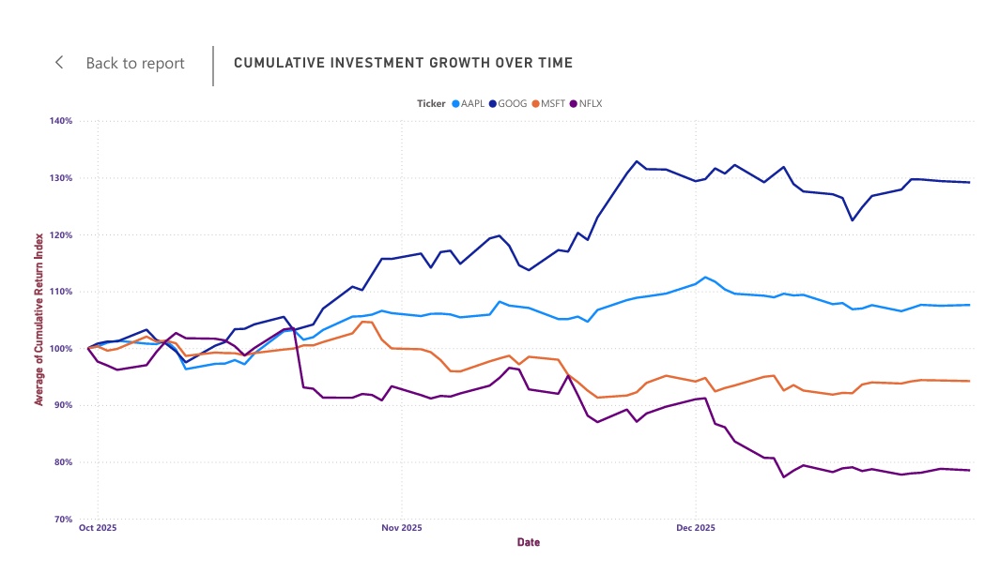 Back to report
CUMULATIVE INVESTMENT GROWTH OVER TIME
Ticker AAPL GOOG MSFT NFLX
140%
130%
120%
110%
100%
90%
80%
70%
Average of Cumulative Return Index
Oct 2025 Nov 2025 Dec 2025
Date